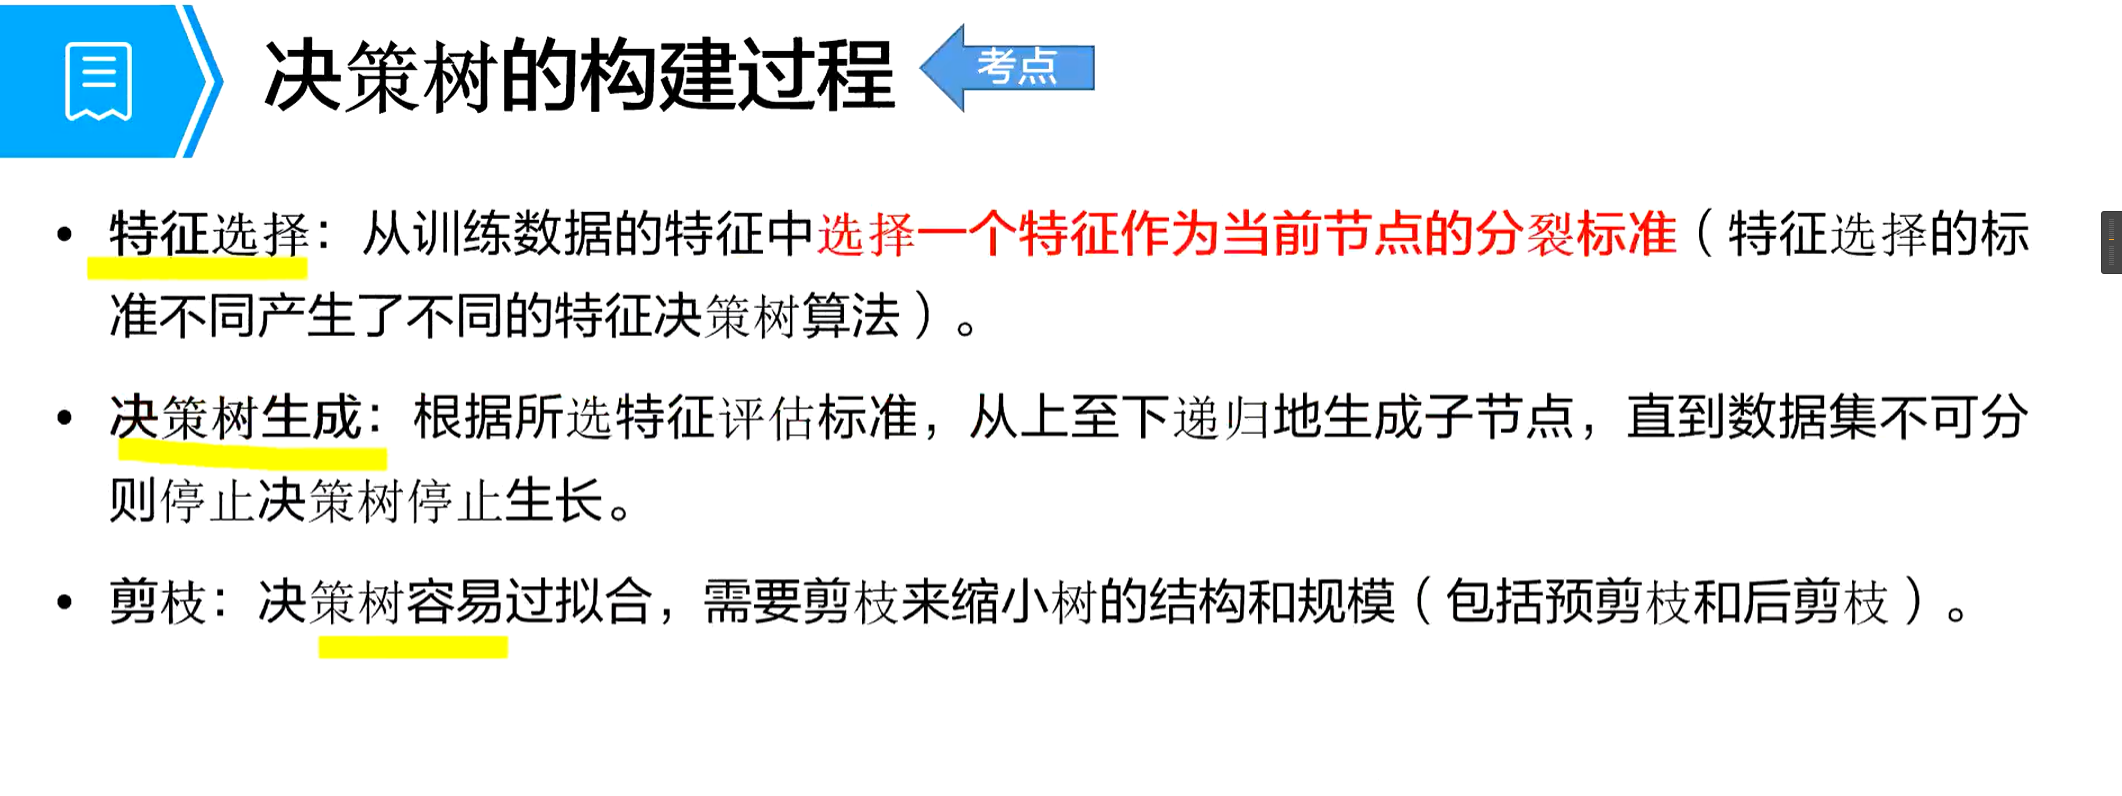 决策树的构建过程 考点
• 特征选择：从训练数据的特征中选择一个特征作为当前节点的分裂标准（特征选择的标
准不同产生了不同的特征决策树算法）。
• 决策树生成：根据所选特征评估标准，从上至下递归地生成子节点，直到数据集不可分
则停止决策树停止生长。
• 剪枝：决策树容易过拟合，需要剪枝来缩小树的结构和规模（包括预剪枝和后剪枝）。